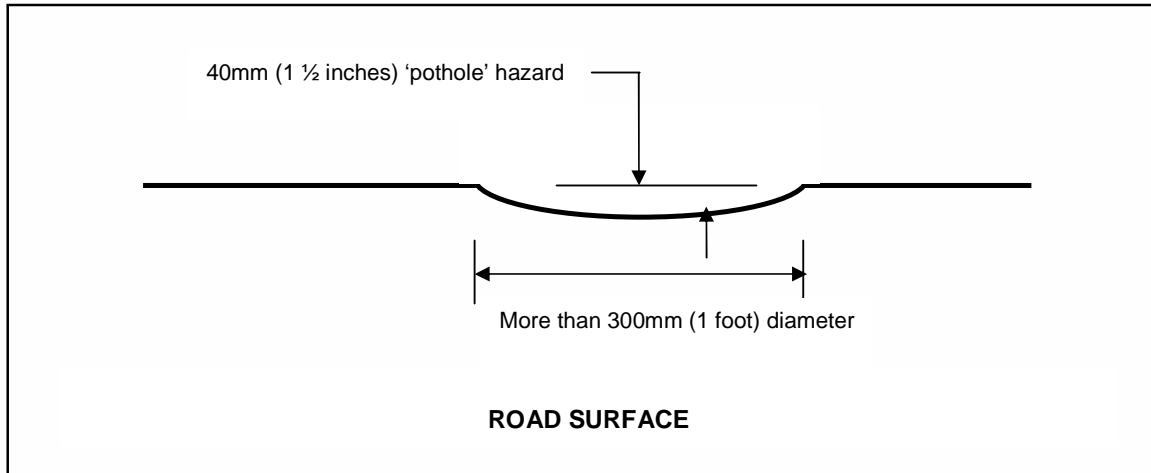 40mm (1 ½ inches) ‘pothole’ hazard
More than 300mm (1 foot) diameter
ROAD SURFACE